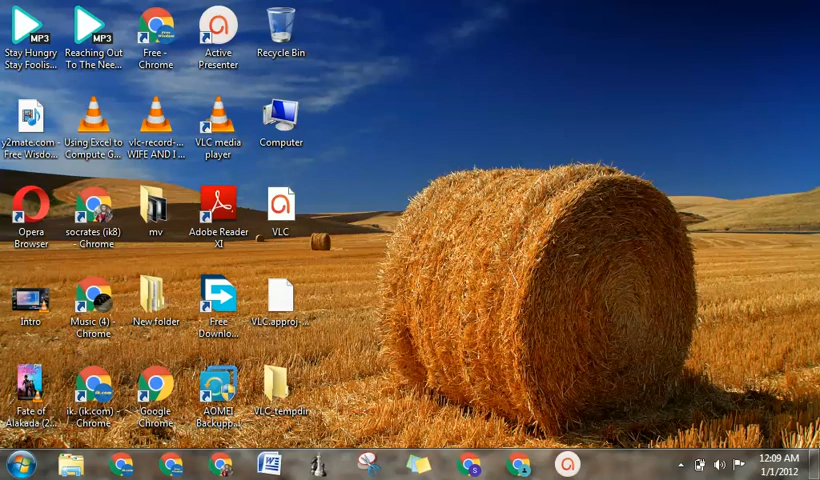 MP3
Stay Hungry
Stay Foolis...
MP3
Reaching Out
To The Nee...
Free -
Chrome
Active
Presenter
Recycle Bin
y2mate.com -
Free Wisdo...
Using Excel to
Compute G...
vlc-record-...
WIFE AND I ...
VLC media
player
Computer
Opera
Browser
socrates (ik8)
- Chrome
mv
Adobe Reader
XI
VLC
Intro
Music (4) -
Chrome
New folder
Free
Downlo...
VLC.approj-...
Fate of
Alakada (2...
ik. (ik.com) -
Chrome
Google
Chrome
AOMEI
Backupp...
VLC_tempdir
12:09 AM
1/1/2012